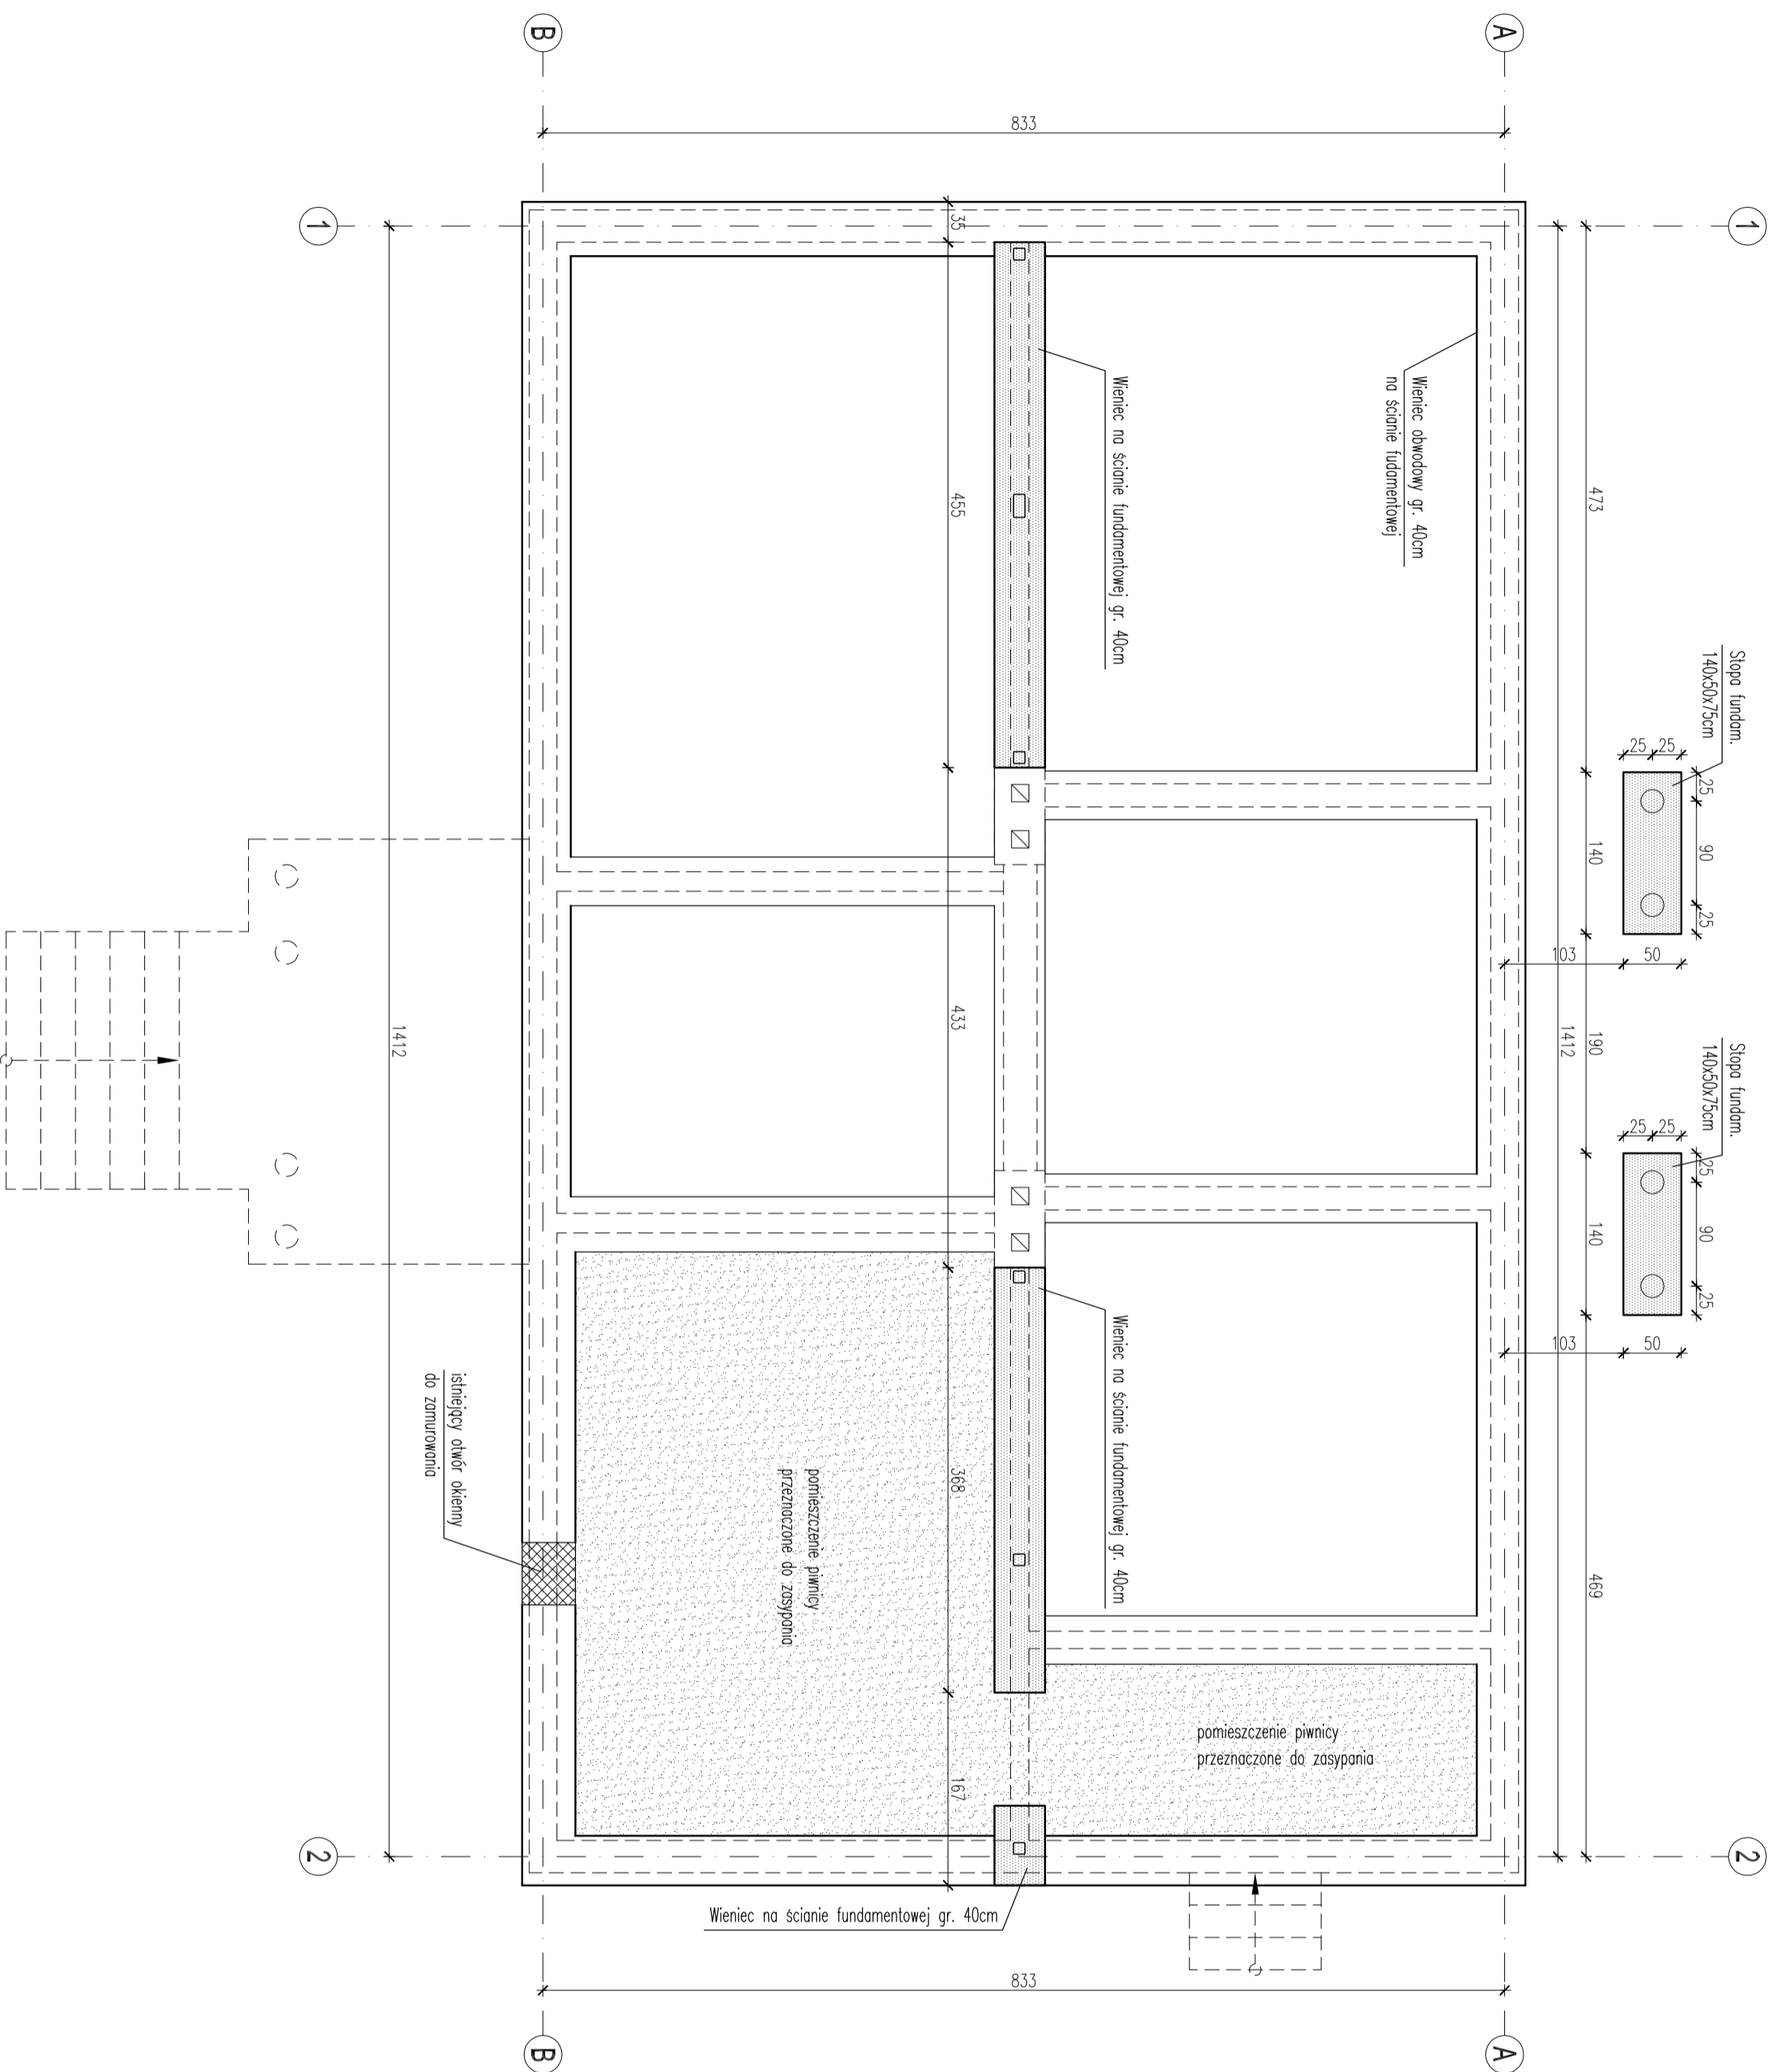 1
1
A
B
833
1412
473
140
190
140
469
1412
Stopa fundam.
140x50x75cm
25
25
25
90
25
103
50
Stopa fundam.
140x50x75cm
25
25
25
90
25
103
50
Wieniec obwodowy gr. 40cm
na ścianie fudamentowej
Wieniec na ścianie fundamentowej gr. 40cm
Wieniec na ścianie fundamentowej gr. 40cm
35
455
433
368
167
pomieszczenie piwnicy
przeznaczone do zasypania
pomieszczenie piwnicy
przeznaczone do zasypania
istniejący otwór okienny
do zamurowania
Wieniec na ścianie fundamentowej gr. 40cm
833
2
2
A
B